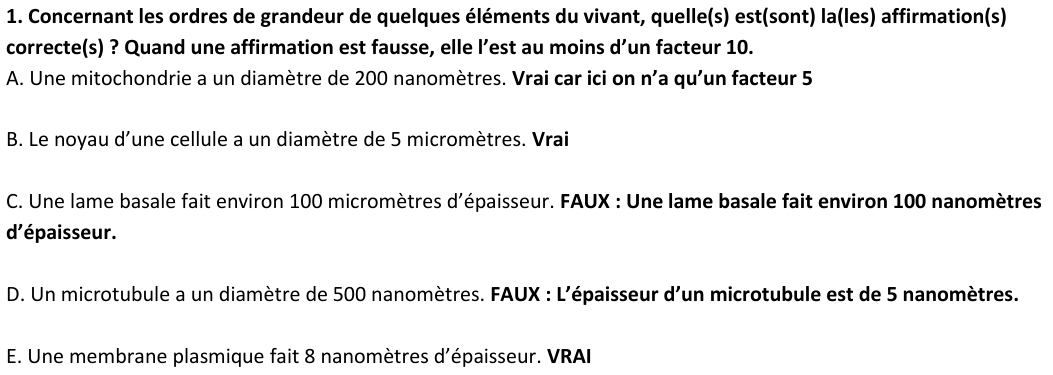 1. Concernant les ordres de grandeur de quelques éléments du vivant, quelle(s) est(sont) la(les) affirmation(s)
correcte(s) ? Quand une affirmation est fausse, elle l’est au moins d’un facteur 10.
A. Une mitochondrie a un diamètre de 200 nanomètres. Vrai car ici on n’a qu’un facteur 5
B. Le noyau d’une cellule a un diamètre de 5 micromètres. Vrai
C. Une lame basale fait environ 100 micromètres d’épaisseur. FAUX : Une lame basale fait environ 100 nanomètres
d’épaisseur.
D. Un microtubule a un diamètre de 500 nanomètres. FAUX : L’épaisseur d’un microtubule est de 5 nanomètres.
E. Une membrane plasmique fait 8 nanomètres d’épaisseur. VRAI